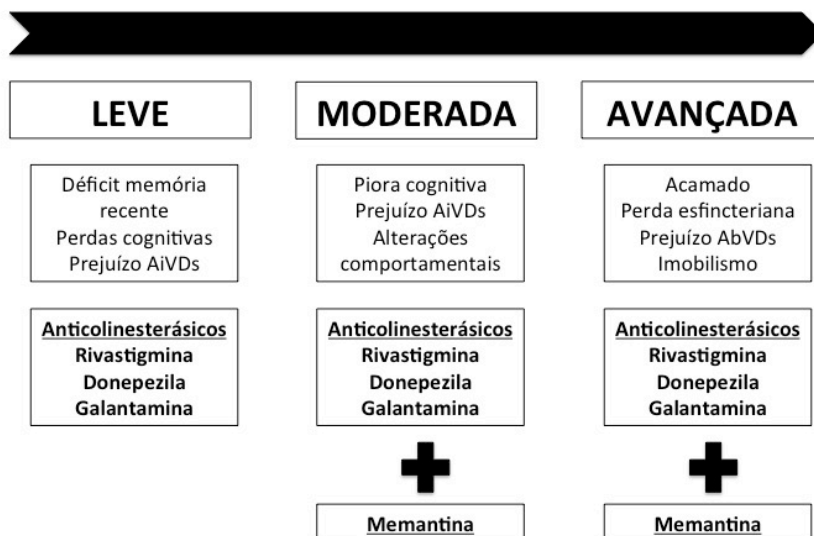 LEVE
Déficit memória
recente
Perdas cognitivas
Prejuízo AiVDs
Anticolinesterásicos
Rivastigmina
Donepezila
Galantamina
MODERADA
Piora cognitiva
Prejuízo AiVDs
Alterações
comportamentais
Anticolinesterásicos
Rivastigmina
Donepezila
Galantamina
Memantina
AVANÇADA
Acamado
Perda esfincteriana
Prejuízo AbVDs
Imobilismo
Anticolinesterásicos
Rivastigmina
Donepezila
Galantamina
Memantina